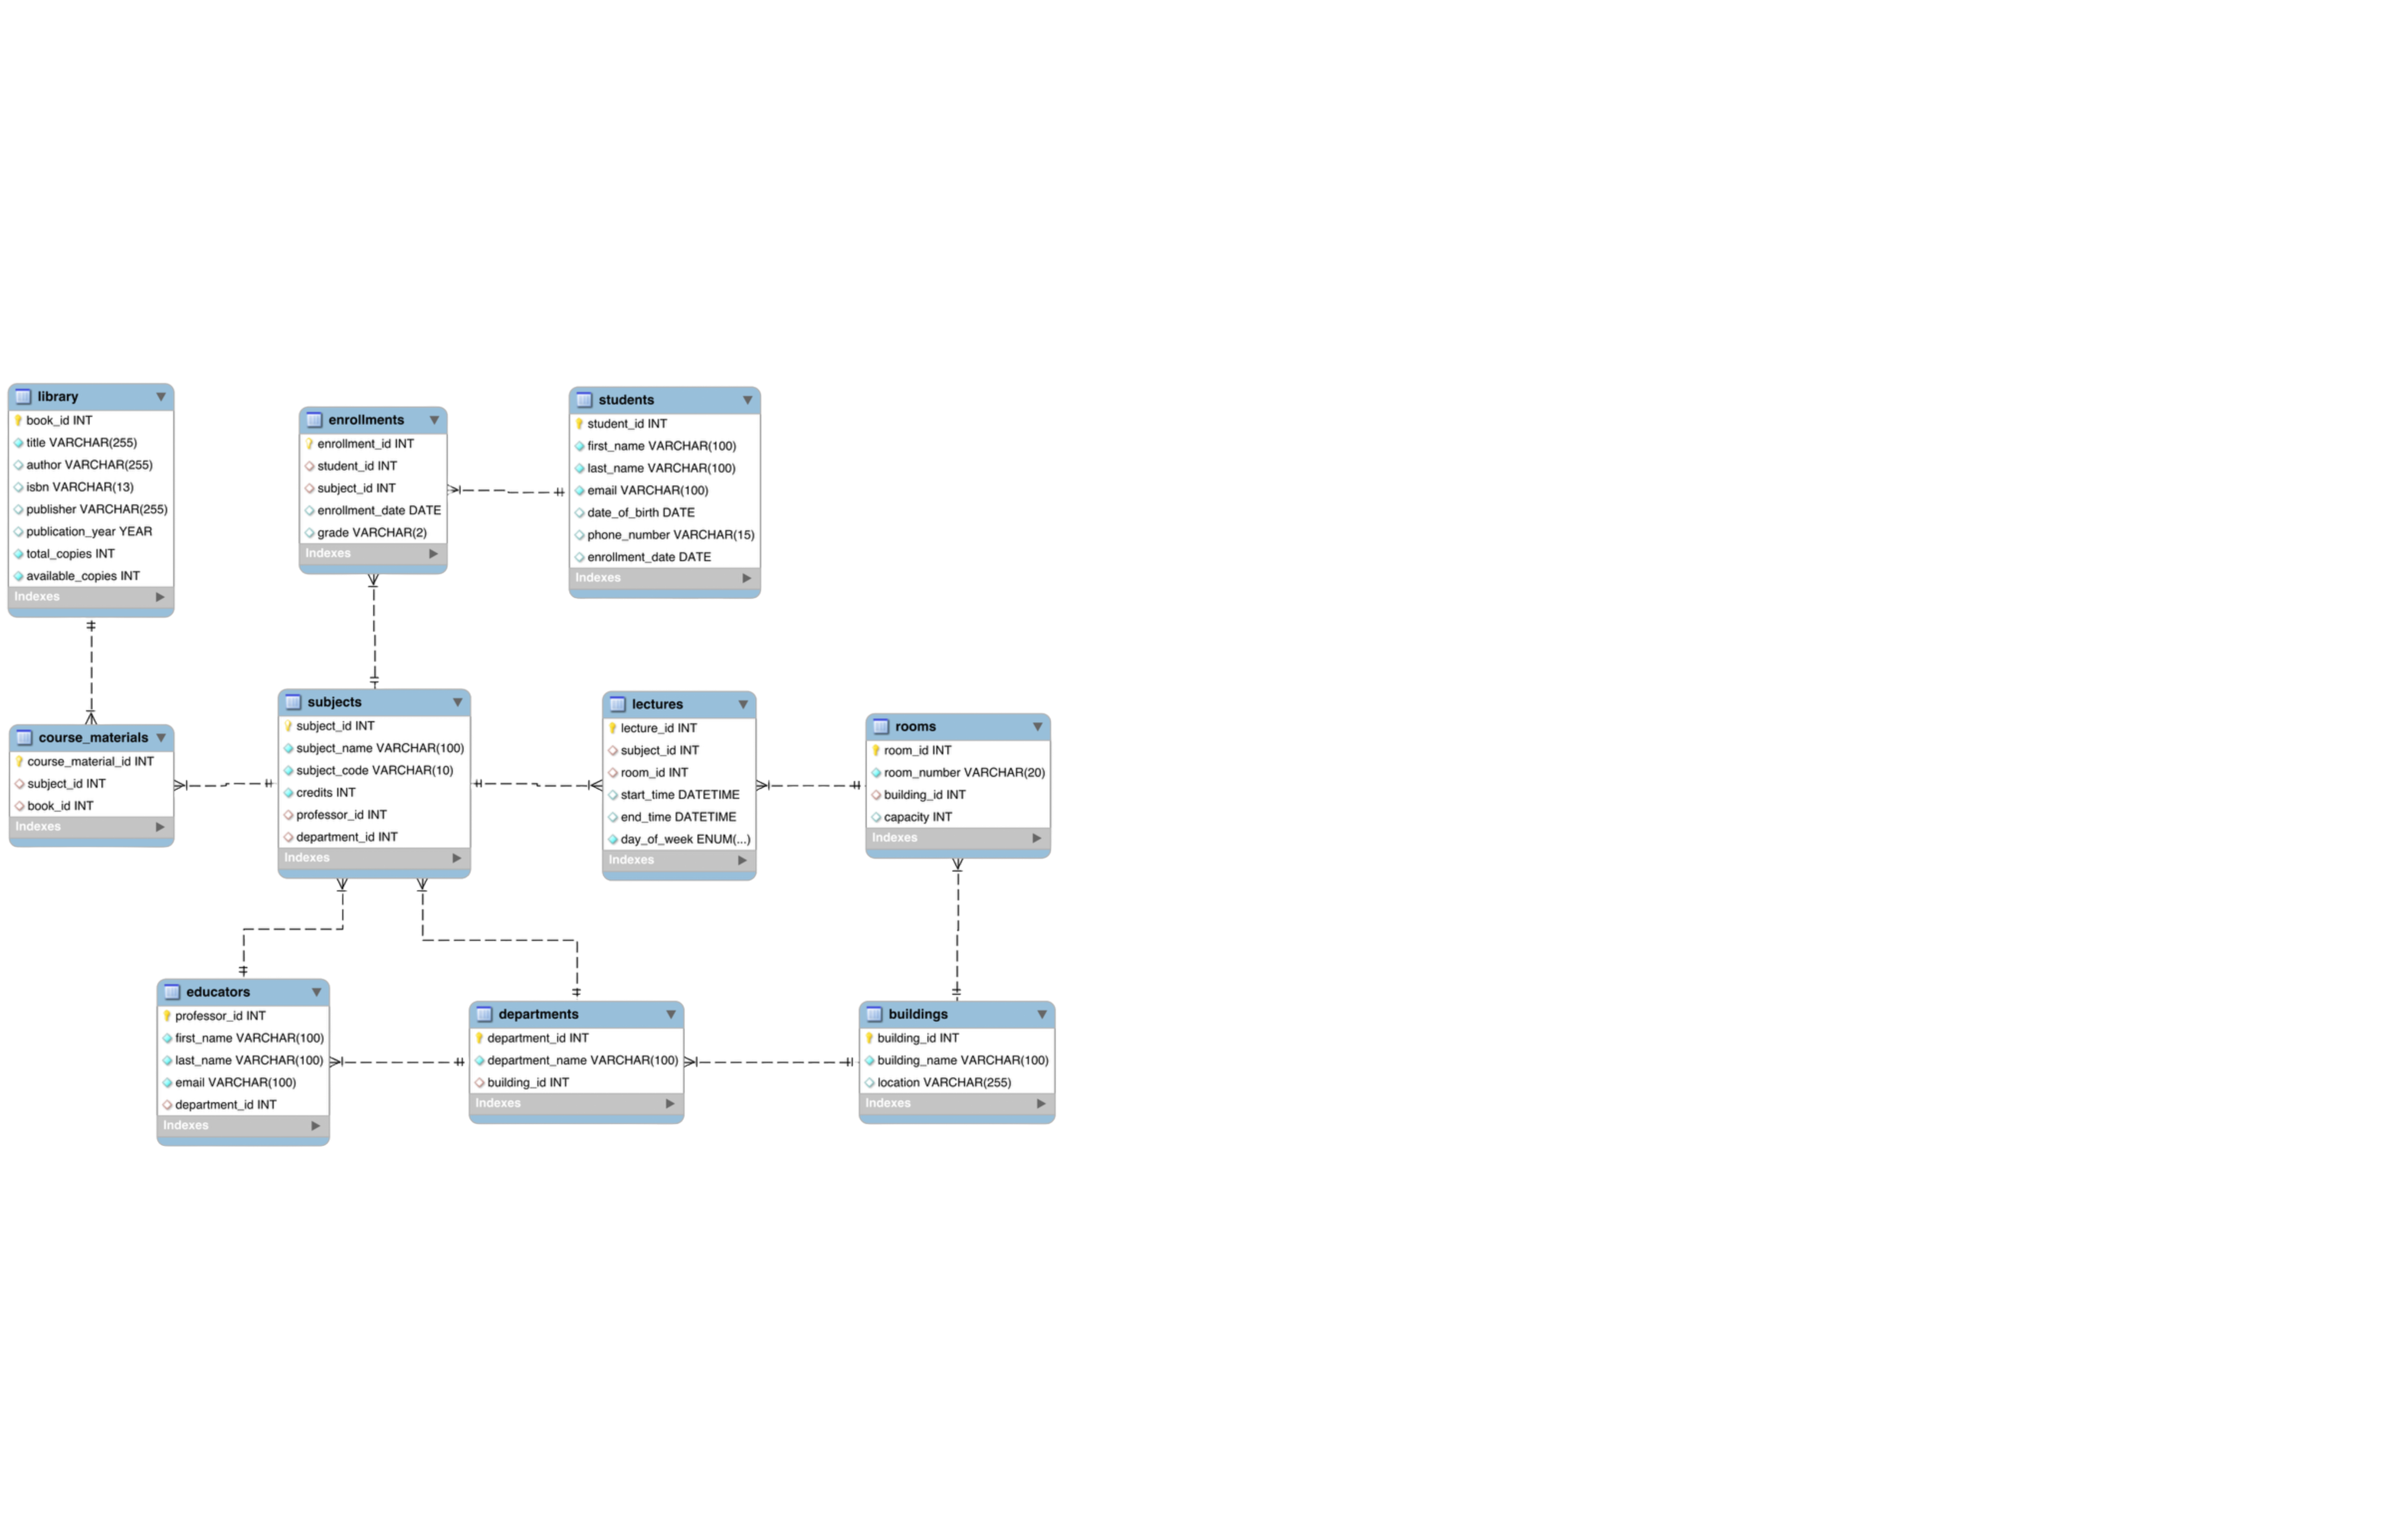 library
book_id INT
title VARCHAR(255)
author VARCHAR(255)
isbn VARCHAR(13)
publisher VARCHAR(255)
publication_year YEAR
total_copies INT
available_copies INT
Indexes
enrollments
enrollment_id INT
student_id INT
subject_id INT
enrollment_date DATE
grade VARCHAR(2)
Indexes
students
student_id INT
first_name VARCHAR(100)
last_name VARCHAR(100)
email VARCHAR(100)
date_of_birth DATE
phone_number VARCHAR(15)
enrollment_date DATE
Indexes
course_materials
course_material_id INT
subject_id INT
book_id INT
Indexes
subjects
subject_id INT
subject_name VARCHAR(100)
subject_code VARCHAR(10)
credits INT
professor_id INT
department_id INT
Indexes
lectures
lecture_id INT
subject_id INT
room_id INT
start_time DATETIME
end_time DATETIME
day_of_week ENUM(...)
Indexes
rooms
room_id INT
room_number VARCHAR(20)
building_id INT
capacity INT
Indexes
educators
professor_id INT
first_name VARCHAR(100)
last_name VARCHAR(100)
email VARCHAR(100)
department_id INT
Indexes
departments
department_id INT
department_name VARCHAR(100)
building_id INT
Indexes
buildings
building_id INT
building_name VARCHAR(100)
location VARCHAR(255)
Indexes